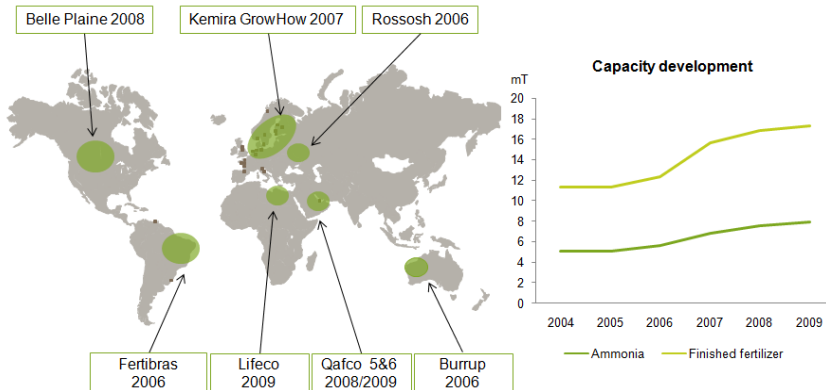 Belle Plaine 2008
Kemira GrowHow 2007
Rossosh 2006
Capacity development
mT
20
18
16
14
12
10
8
6
4
2
0
2004 2005 2006 2007 2008 2009
Ammonia Finished fertilizer
Fertibras
2006
Lifeco
2009
Qafco 5&6
2008/2009
Burrup
2006